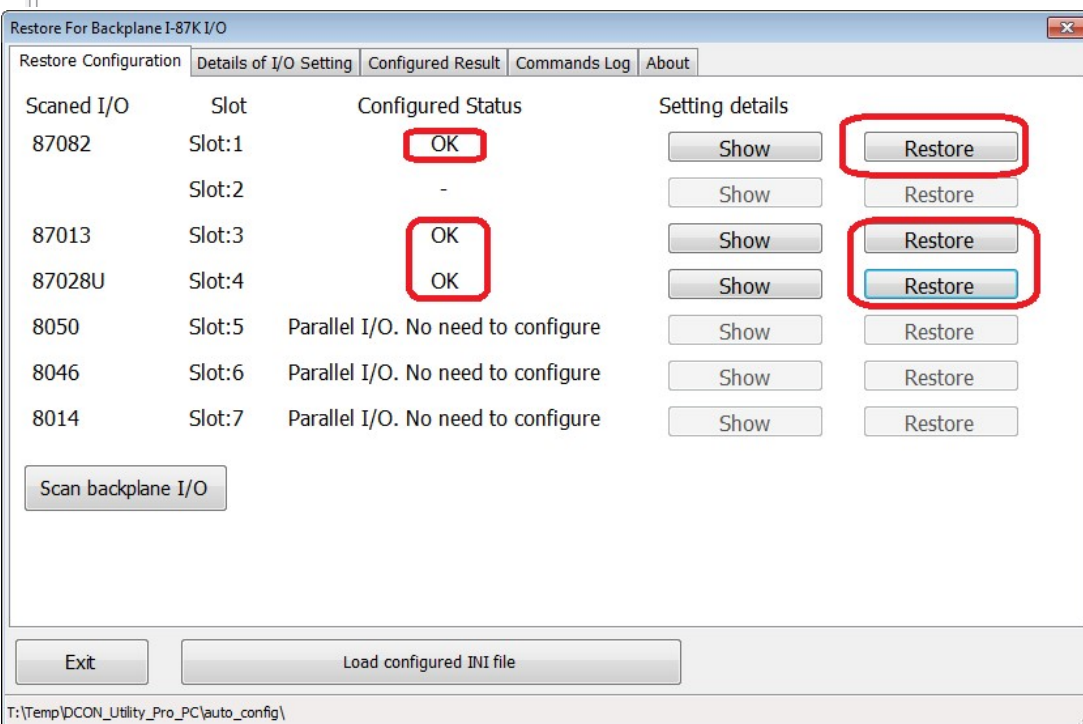 Restore For Backplane I-87K I/O
Restore Configuration Details of I/O Setting Configured Result Commands Log About
Scaned I/O Slot Configured Status Setting details
87082 Slot:1 OK Show Restore
Slot:2 - Show Restore
87013 Slot:3 OK Show Restore
87028U Slot:4 OK Show Restore
8050 Slot:5 Parallel I/O. No need to configure Show Restore
8046 Slot:6 Parallel I/O. No need to configure Show Restore
8014 Slot:7 Parallel I/O. No need to configure Show Restore
Scan backplane I/O
Exit Load configured INI file
T:\Temp\DCON_Utility_Pro_PC\auto_config\